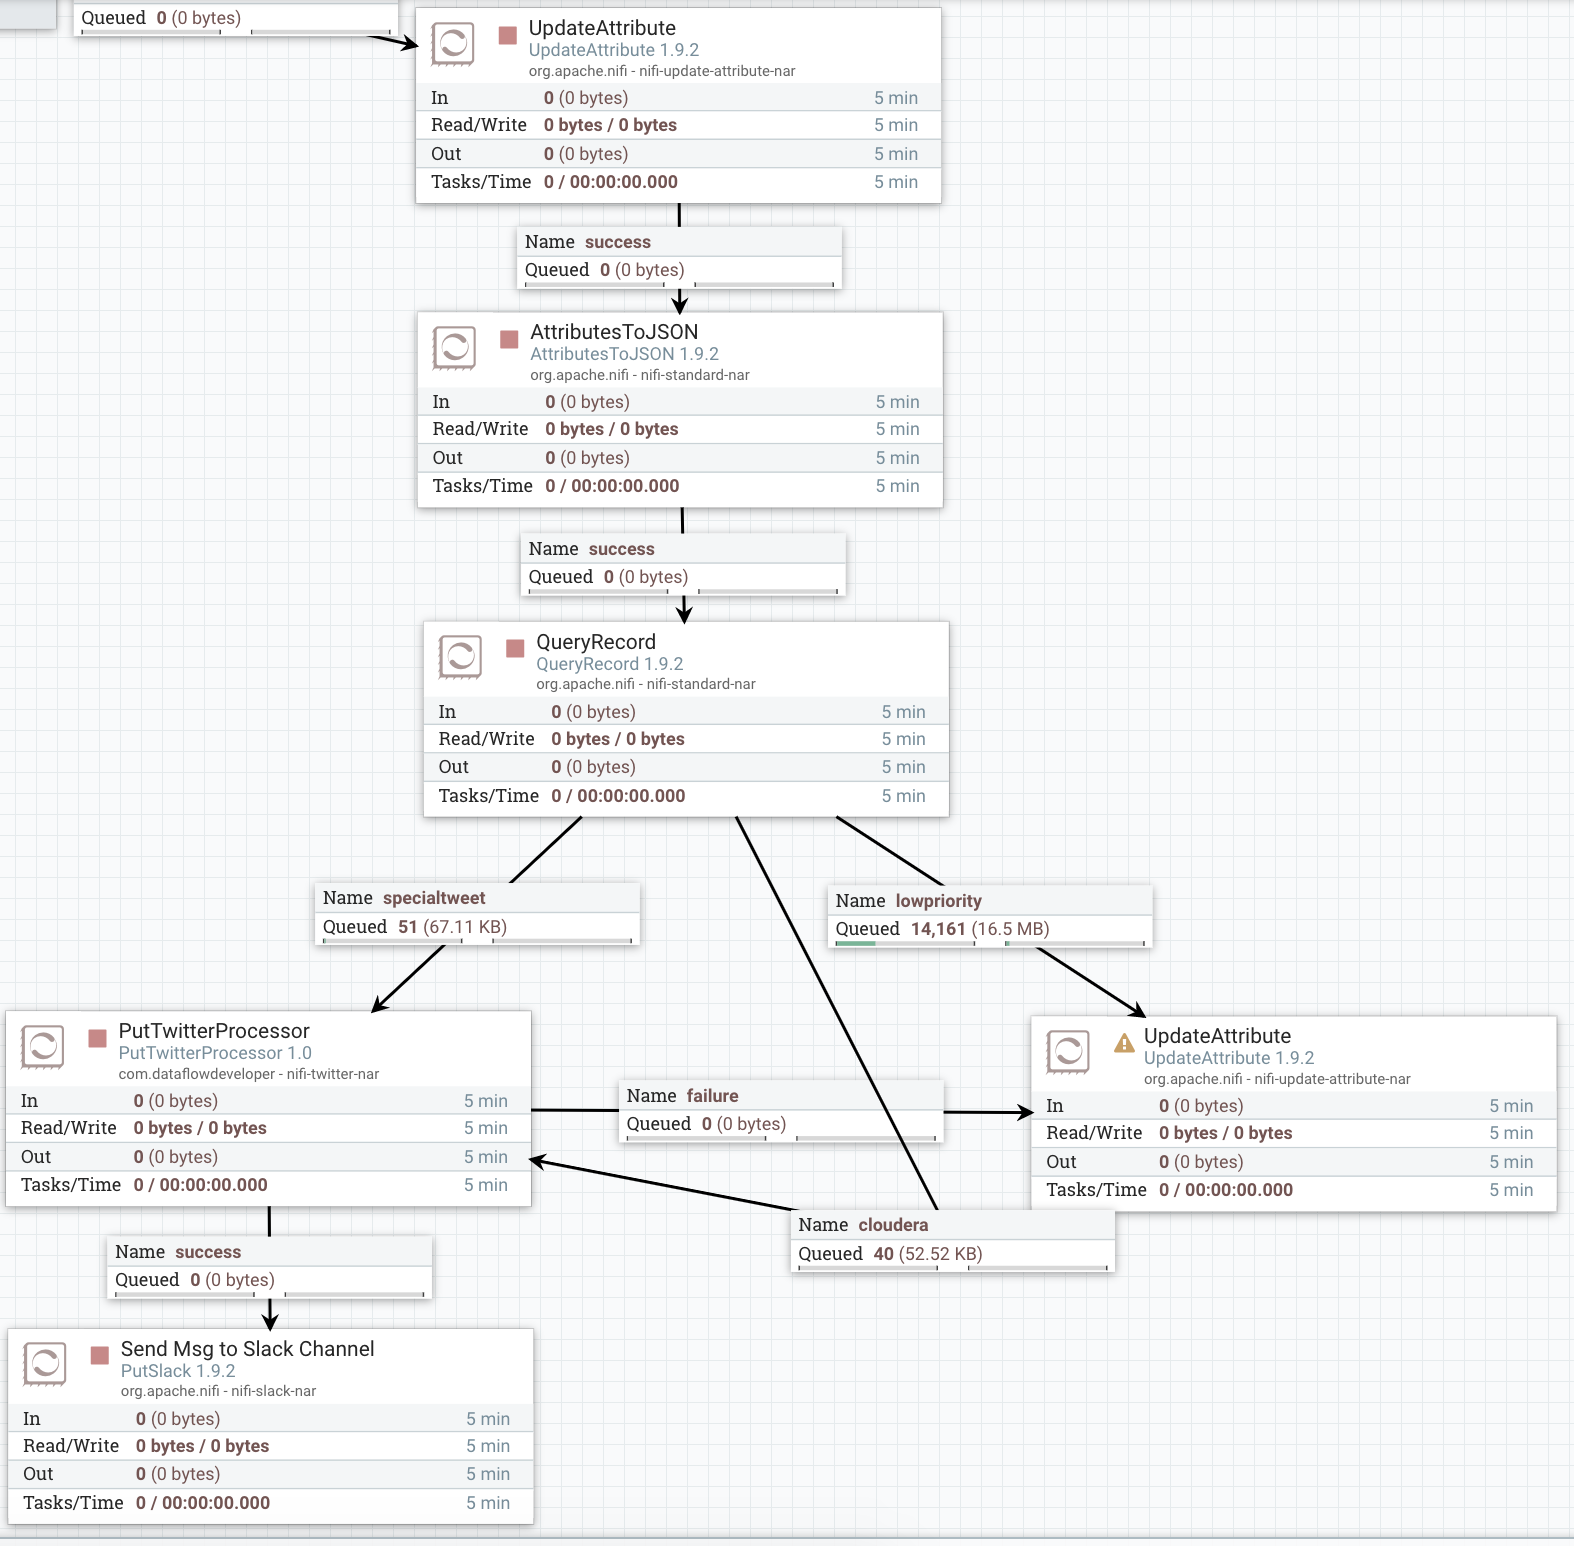 Queued 0 (0 bytes)
UpdateAttribute
UpdateAttribute 1.9.2
org.apache.nifi - nifi-update-attribute-nar
In 0 (0 bytes) 5 min
Read/Write 0 bytes / 0 bytes 5 min
Out 0 (0 bytes) 5 min
Tasks/Time 0 / 00:00:00.000 5 min
Name success
Queued 0 (0 bytes)
AttributesToJSON
AttributesToJSON 1.9.2
org.apache.nifi - nifi-standard-nar
In 0 (0 bytes) 5 min
Read/Write 0 bytes / 0 bytes 5 min
Out 0 (0 bytes) 5 min
Tasks/Time 0 / 00:00:00.000 5 min
Name success
Queued 0 (0 bytes)
QueryRecord
QueryRecord 1.9.2
org.apache.nifi - nifi-standard-nar
In 0 (0 bytes) 5 min
Read/Write 0 bytes / 0 bytes 5 min
Out 0 (0 bytes) 5 min
Tasks/Time 0 / 00:00:00.000 5 min
Name specialtweet
Queued 51 (67.11 KB)
Name lowpriority
Queued 14,161 (16.5 MB)
PutTwitterProcessor
PutTwitterProcessor 1.0
com.dataflowdeveloper - nifi-twitter-nar
In 0 (0 bytes) 5 min
Read/Write 0 bytes / 0 bytes 5 min
Out 0 (0 bytes) 5 min
Tasks/Time 0 / 00:00:00.000 5 min
Name failure
Queued 0 (0 bytes)
UpdateAttribute
UpdateAttribute 1.9.2
org.apache.nifi - nifi-update-attribute-nar
In 0 (0 bytes) 5 min
Read/Write 0 bytes / 0 bytes 5 min
Out 0 (0 bytes) 5 min
Tasks/Time 0 / 00:00:00.000 5 min
Name cloudera
Queued 40 (52.52 KB)
Name success
Queued 0 (0 bytes)
Send Msg to Slack Channel
PutSlack 1.9.2
org.apache.nifi - nifi-slack-nar
In 0 (0 bytes) 5 min
Read/Write 0 bytes / 0 bytes 5 min
Out 0 (0 bytes) 5 min
Tasks/Time 0 / 00:00:00.000 5 min